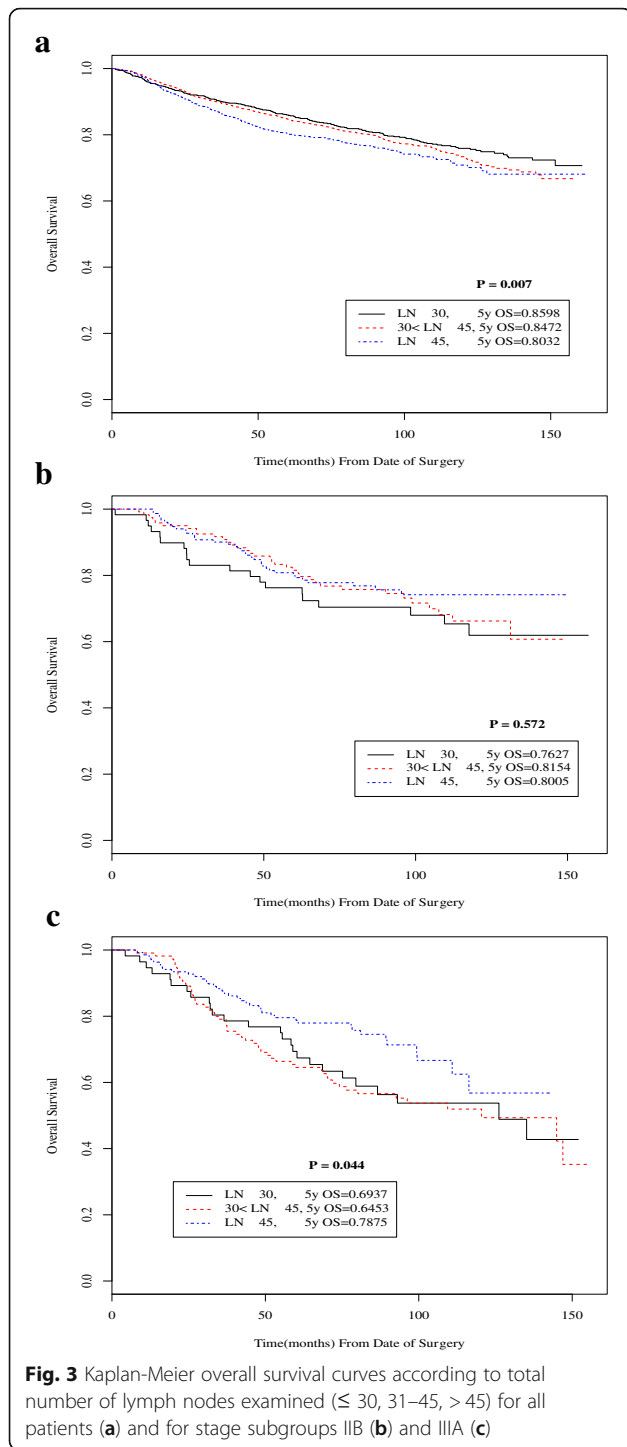 a
1.0
0.8
0.6
0.4
0.2
0.0
Overall Survival
P = 0.007
LN 30, 5y OS=0.8598
30< LN 45, 5y OS=0.8472
LN 45, 5y OS=0.8032
0 50 100 150
Time(months) From Date of Surgery
b
1.0
0.8
0.6
0.4
0.2
0.0
Overall Survival
P = 0.572
LN 30, 5y OS=0.7627
30< LN 45, 5y OS=0.8154
LN 45, 5y OS=0.8005
0 50 100 150
Time(months) From Date of Surgery
c
1.0
0.8
0.6
0.4
0.2
0.0
Overall Survival
P = 0.044
LN 30, 5y OS=0.6937
30< LN 45, 5y OS=0.6453
LN 45, 5y OS=0.7875
0 50 100 150
Time(months) From Date of Surgery
Fig. 3 Kaplan-Meier overall survival curves according to total
number of lymph nodes examined (≤ 30, 31–45, > 45) for all
patients (a) and for stage subgroups IIB (b) and IIIA (c)